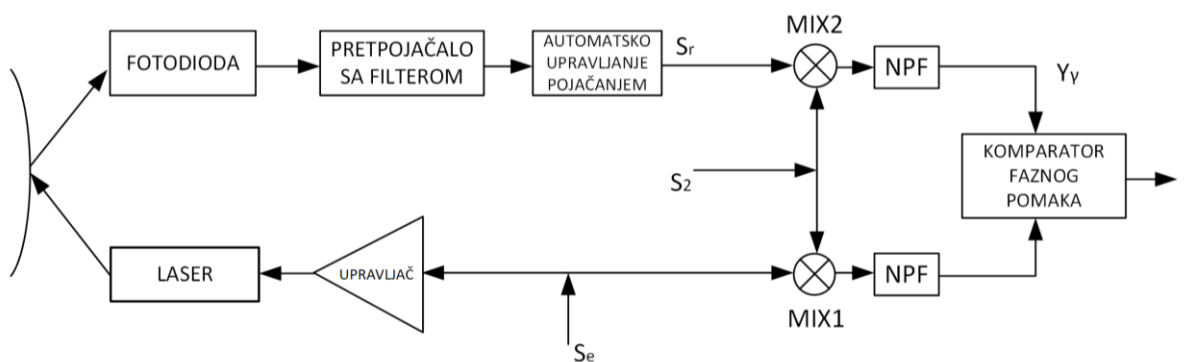 FOTODIODA
PRETPOJAČALO
SA FILTEROM
AUTOMATSKO
UPRAVLJANJE
POJAČANJEM
Sr
MIX2
NPF
Yγ
KOMPARATOR
FAZNOG
POMAKA
S2
LASER
UPRAVLJAČ
Se
MIX1
NPF